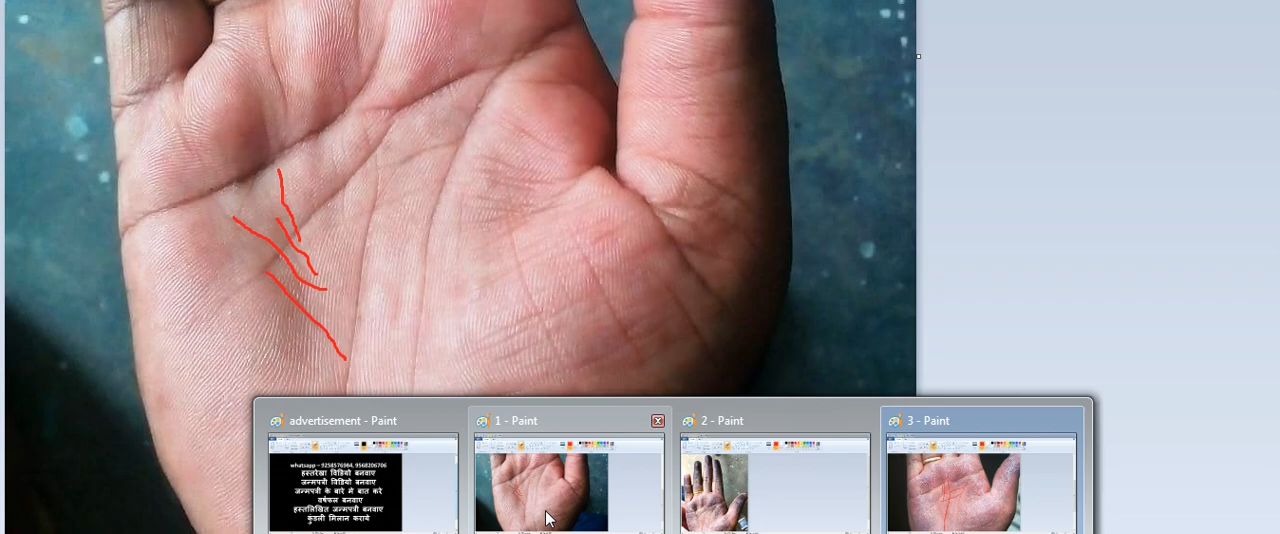 advertisement - Paint
1 - Paint
2 - Paint
3 - Paint
whatsapp - 9258576984, 9568206706
हस्तरेखा विडियो बनवाए
जन्मपत्री विडियो बनवाए
जन्मपत्री के बारे मे बात करे
वर्षफल बनवाए
हस्तलिखित जन्मपत्री बनवाए
कुंडली मिलान कराये